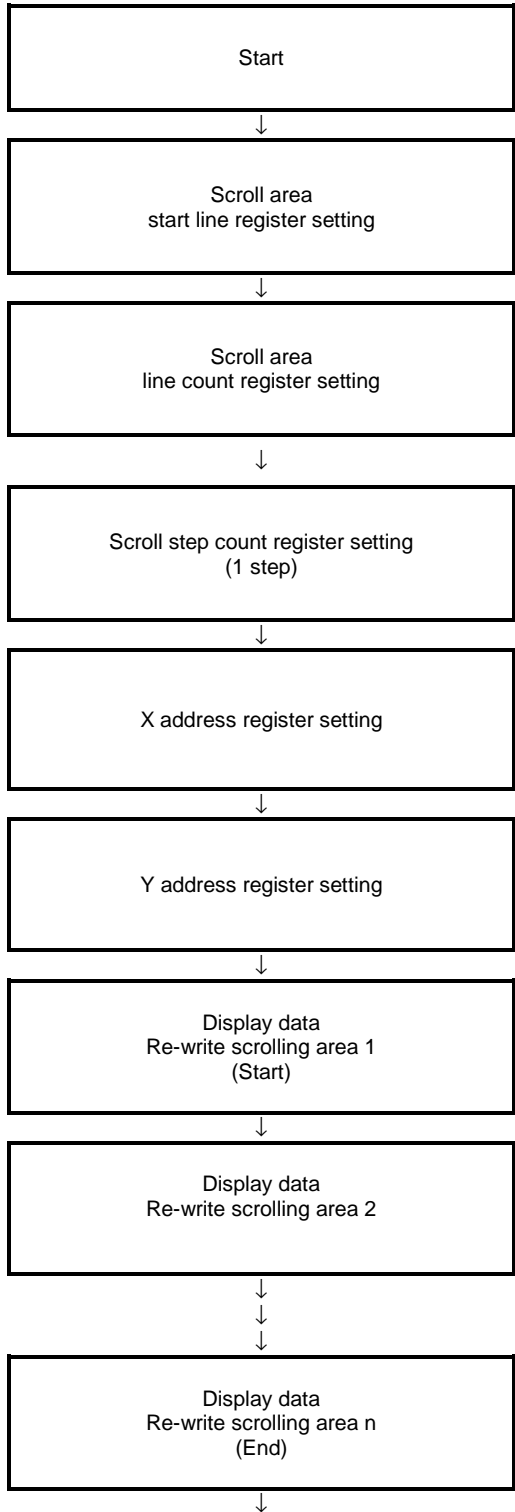 Start
↓
Scroll area
start line register setting
↓
Scroll area
line count register setting
↓
Scroll step count register setting
(1 step)
↓
X address register setting
↓
Y address register setting
↓
Display data
Re-write scrolling area 1
(Start)
↓
Display data
Re-write scrolling area 2
↓
↓
↓
Display data
Re-write scrolling area n
(End)
↓